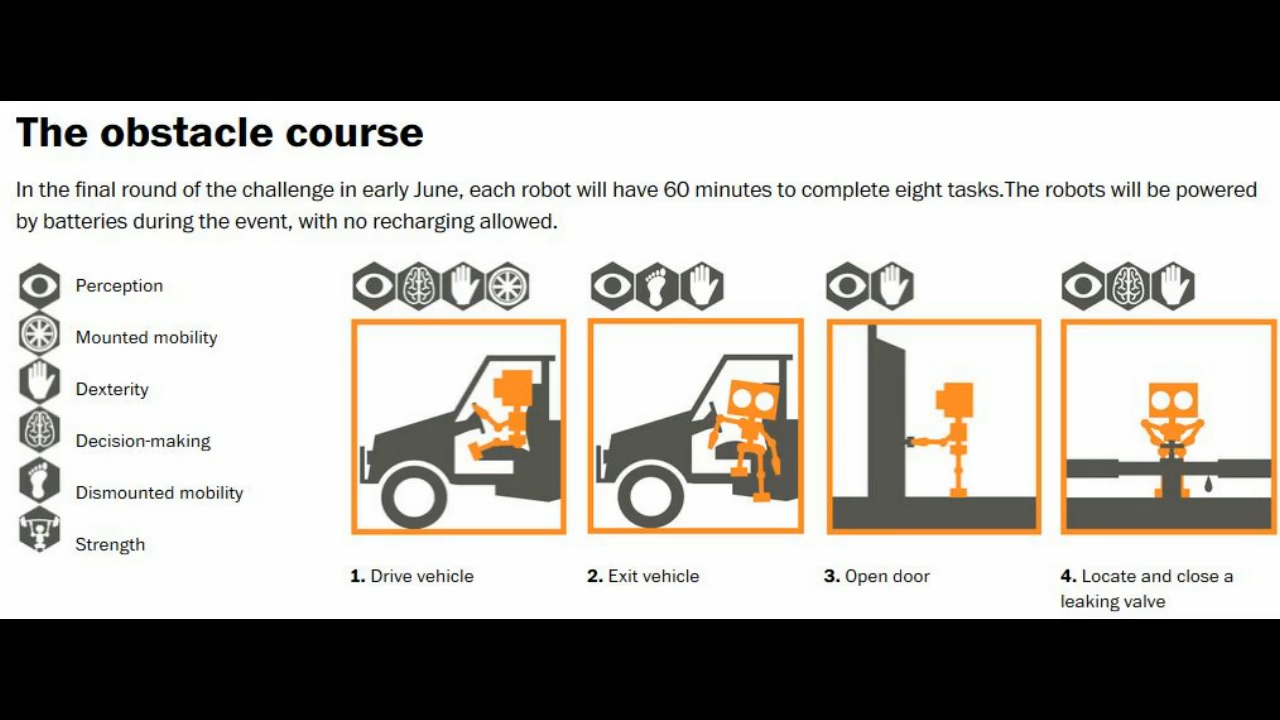 The obstacle course
In the final round of the challenge in early June, each robot will have 60 minutes to complete eight tasks.The robots will be powered
by batteries during the event, with no recharging allowed.
Perception
Mounted mobility
Dexterity
Decision-making
Dismounted mobility
Strength
1. Drive vehicle
2. Exit vehicle
3. Open door
4. Locate and close a
leaking valve